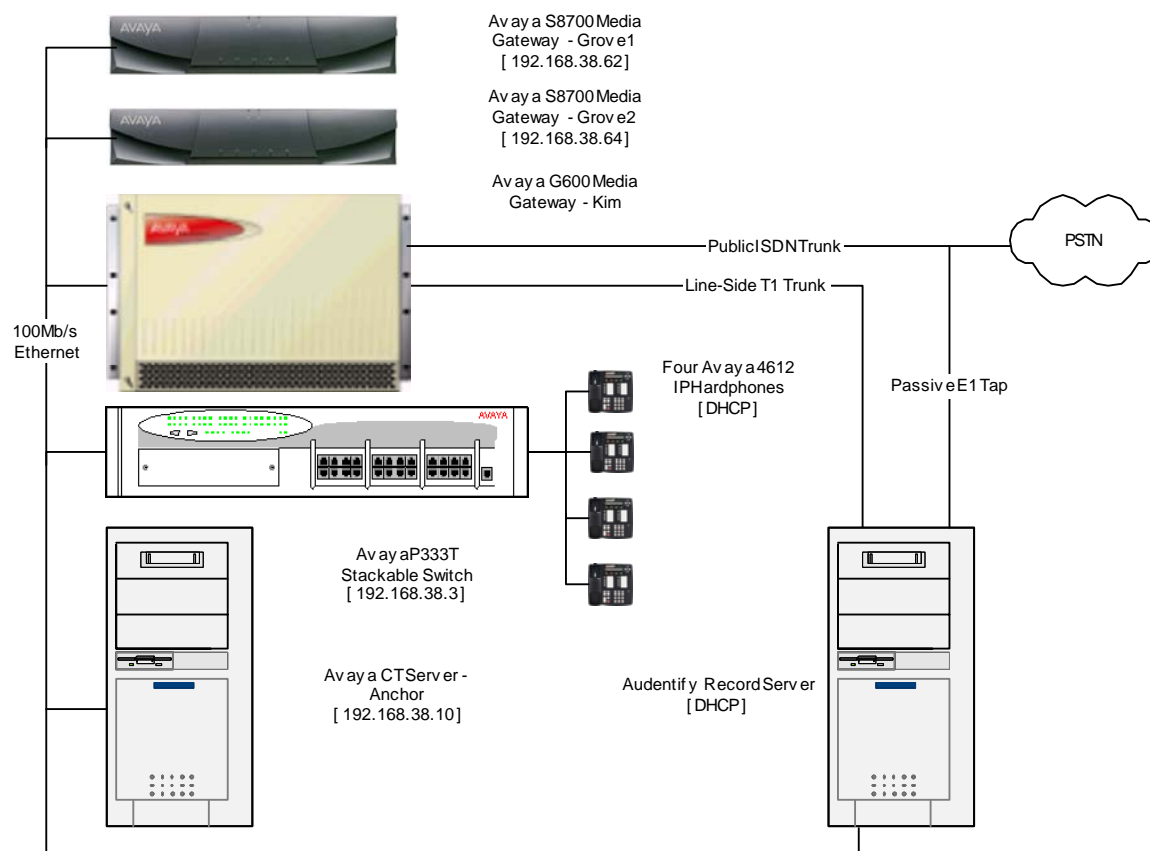 AVAYA
Avaya S8700 Media
Gateway - Grove1
[192.168.38.62]
AVAYA
Avaya S8700 Media
Gateway - Grove2
[192.168.38.64]
Avaya G600 Media
Gateway - Kim
AVAYA
Public ISDN Trunk
PSTN
Line-Side T1 Trunk
100Mb/s
Ethernet
Four Avaya 4612
IP Hardphones
[DHCP]
Passive E1 Tap
AVAYA
Avaya P333T
Stackable Switch
[192.168.38.3]
Avaya CT Server -
Anchor
[192.168.38.10]
Audentify Record Server
[DHCP]